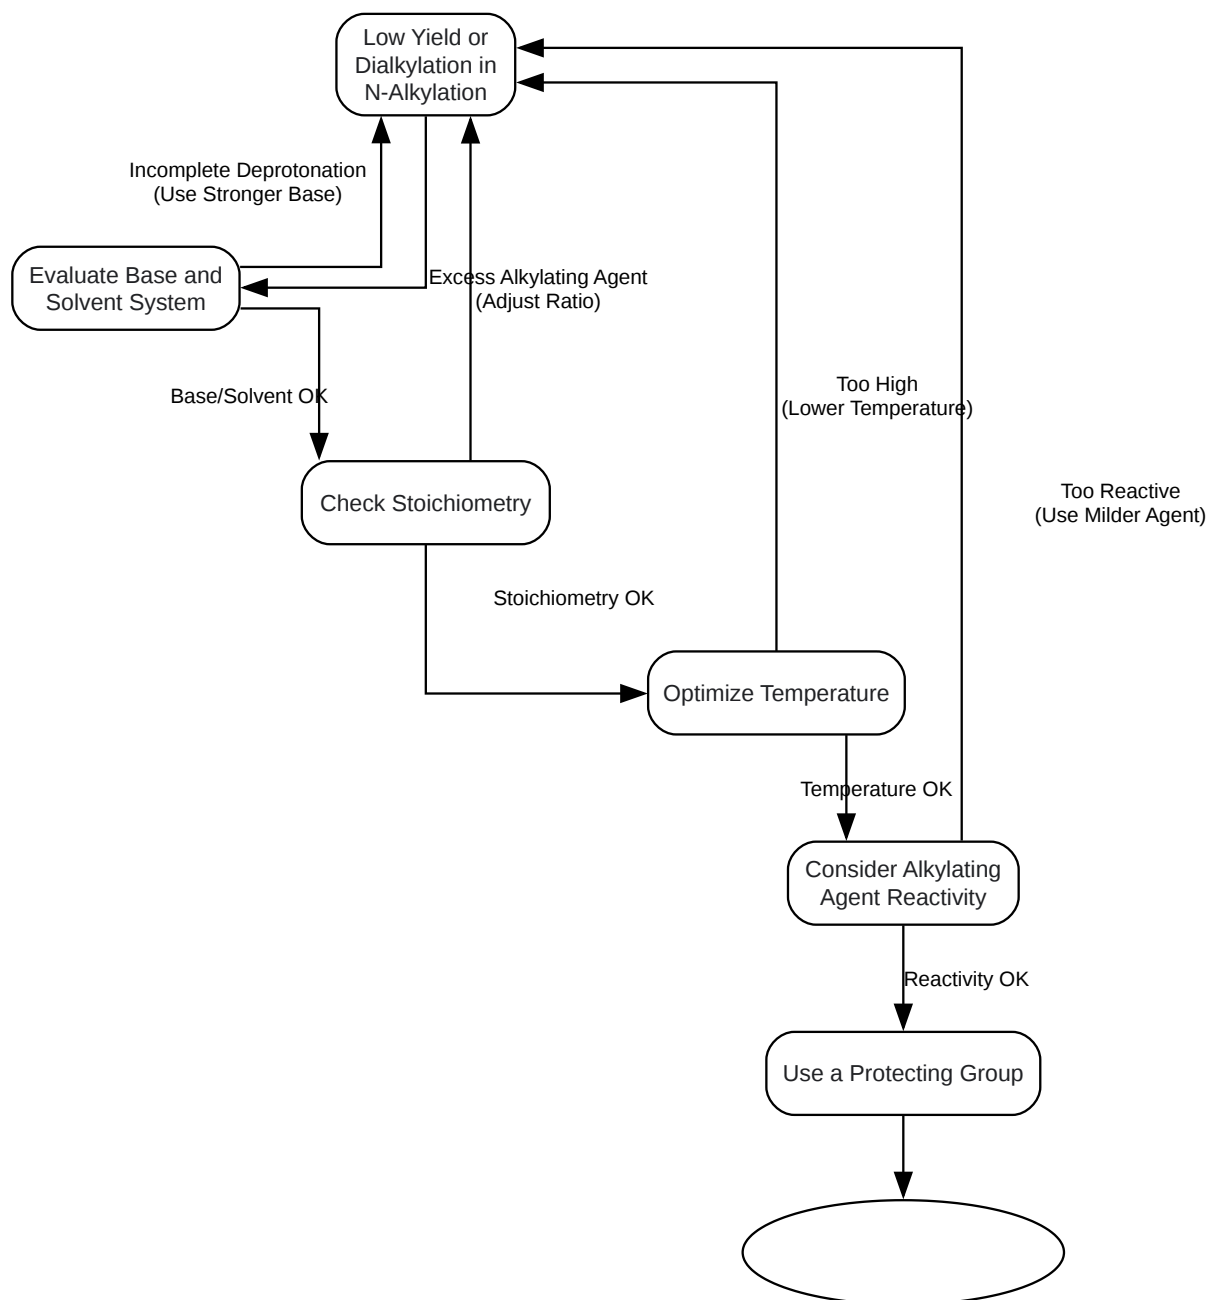 Low Yield or
Dialkylation in
N-Alkylation
Incomplete Deprotonation
(Use Stronger Base)
Evaluate Base and
Solvent System
Excess Alkylating Agent
(Adjust Ratio)
Base/Solvent OK
Too High
(Lower Temperature)
Check Stoichiometry
Too Reactive
(Use Milder Agent)
Stoichiometry OK
Optimize Temperature
Temperature OK
Consider Alkylating
Agent Reactivity
Reactivity OK
Use a Protecting Group